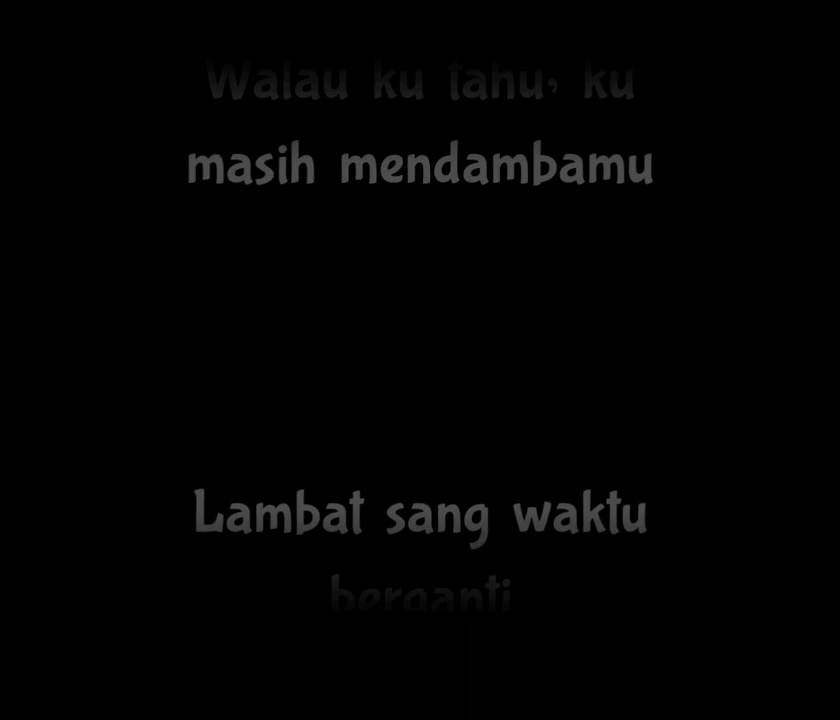 Walau ku tahu, ku
masih mendambamu
Lambat sang waktu
berganti